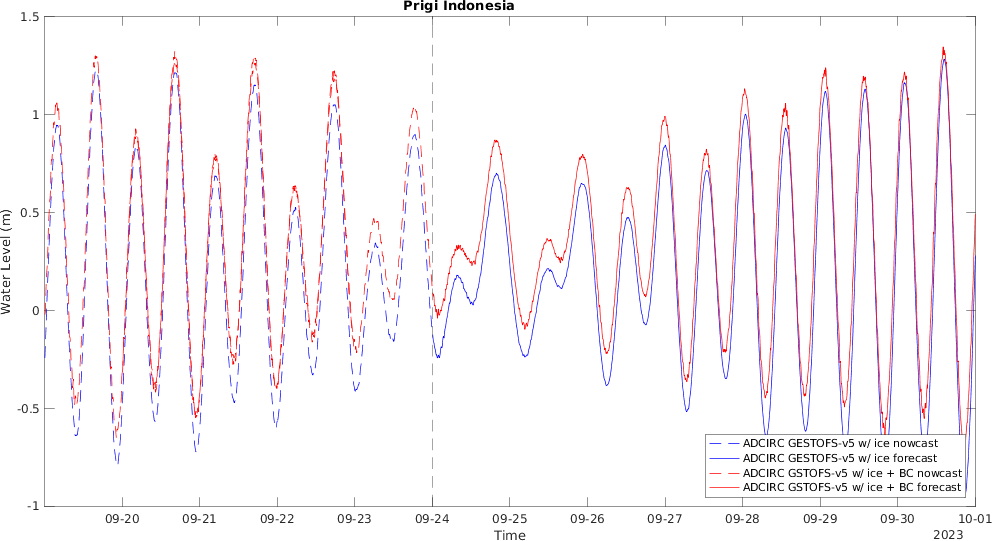 Prigi Indonesia
1.5
1
0.5
0
-0.5
-1
Water Level (m)
09-20
09-21
09-22
09-23
09-24
09-25
09-26
09-27
09-28
09-29
09-30
10-01
Time
2023
ADCIRC GESTOFS-v5 w/ ice nowcast
ADCIRC GESTOFS-v5 w/ ice forecast
ADCIRC GSTOFS-v5 w/ ice + BC nowcast
ADCIRC GSTOFS-v5 w/ ice + BC forecast